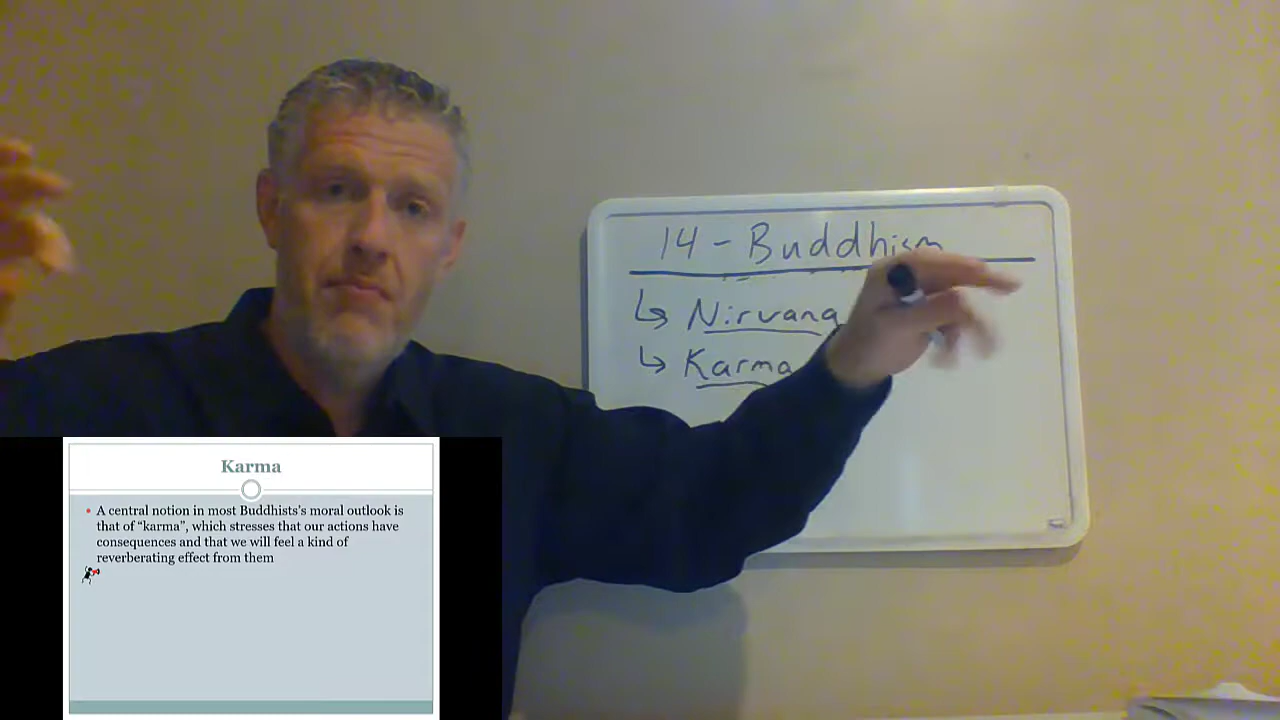 14 - Buddhism
↳ Nirvana
↳ Karma
Karma
• A central notion in most Buddhists's moral outlook is
that of “karma”, which stresses that our actions have
consequences and that we will feel a kind of
reverberating effect from them